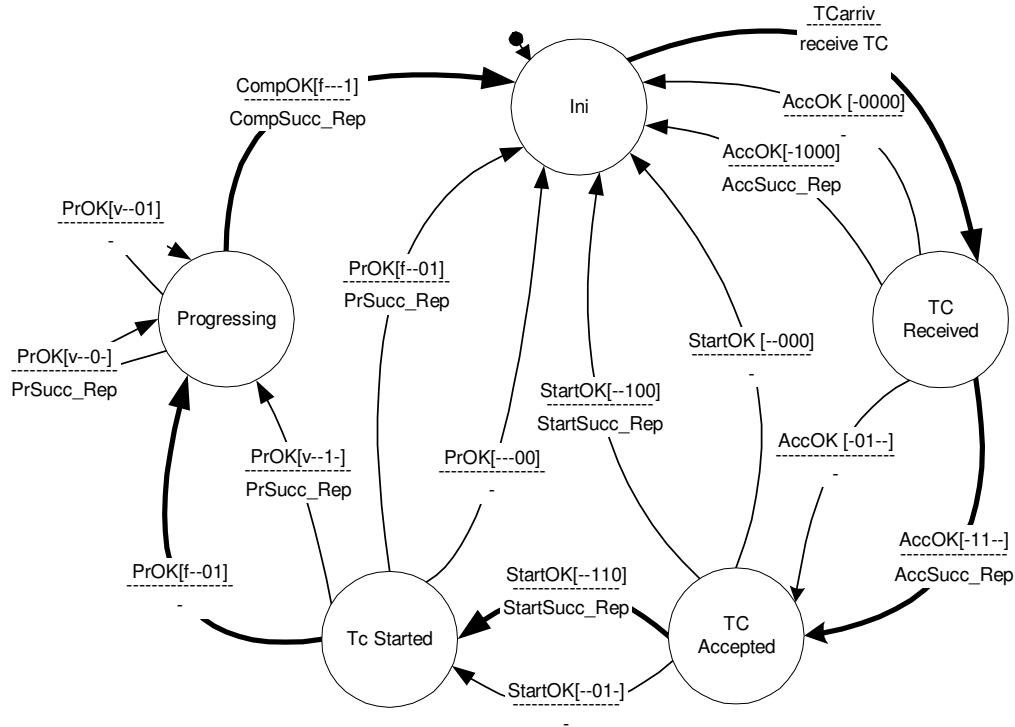 TCarriv
receive TC
CompOK[f---1]
CompSucc_Rep
Ini
AccOK [-0000]
-
AccOK[-1000]
AccSucc_Rep
PrOK[v--01]
-
PrOK[f--01]
PrSucc_Rep
Progressing
TC
Received
StartOK [--000]
-
PrOK[v--0-]
PrSucc_Rep
StartOK[--100]
StartSucc_Rep
AccOK [-01--]
-
PrOK[v--1-]
PrSucc_Rep
PrOK[---00]
-
AccOK[-11--]
AccSucc_Rep
PrOK[f--01]
-
StartOK[--110]
StartSucc_Rep
Tc Started
TC
Accepted
StartOK[--01-]
-